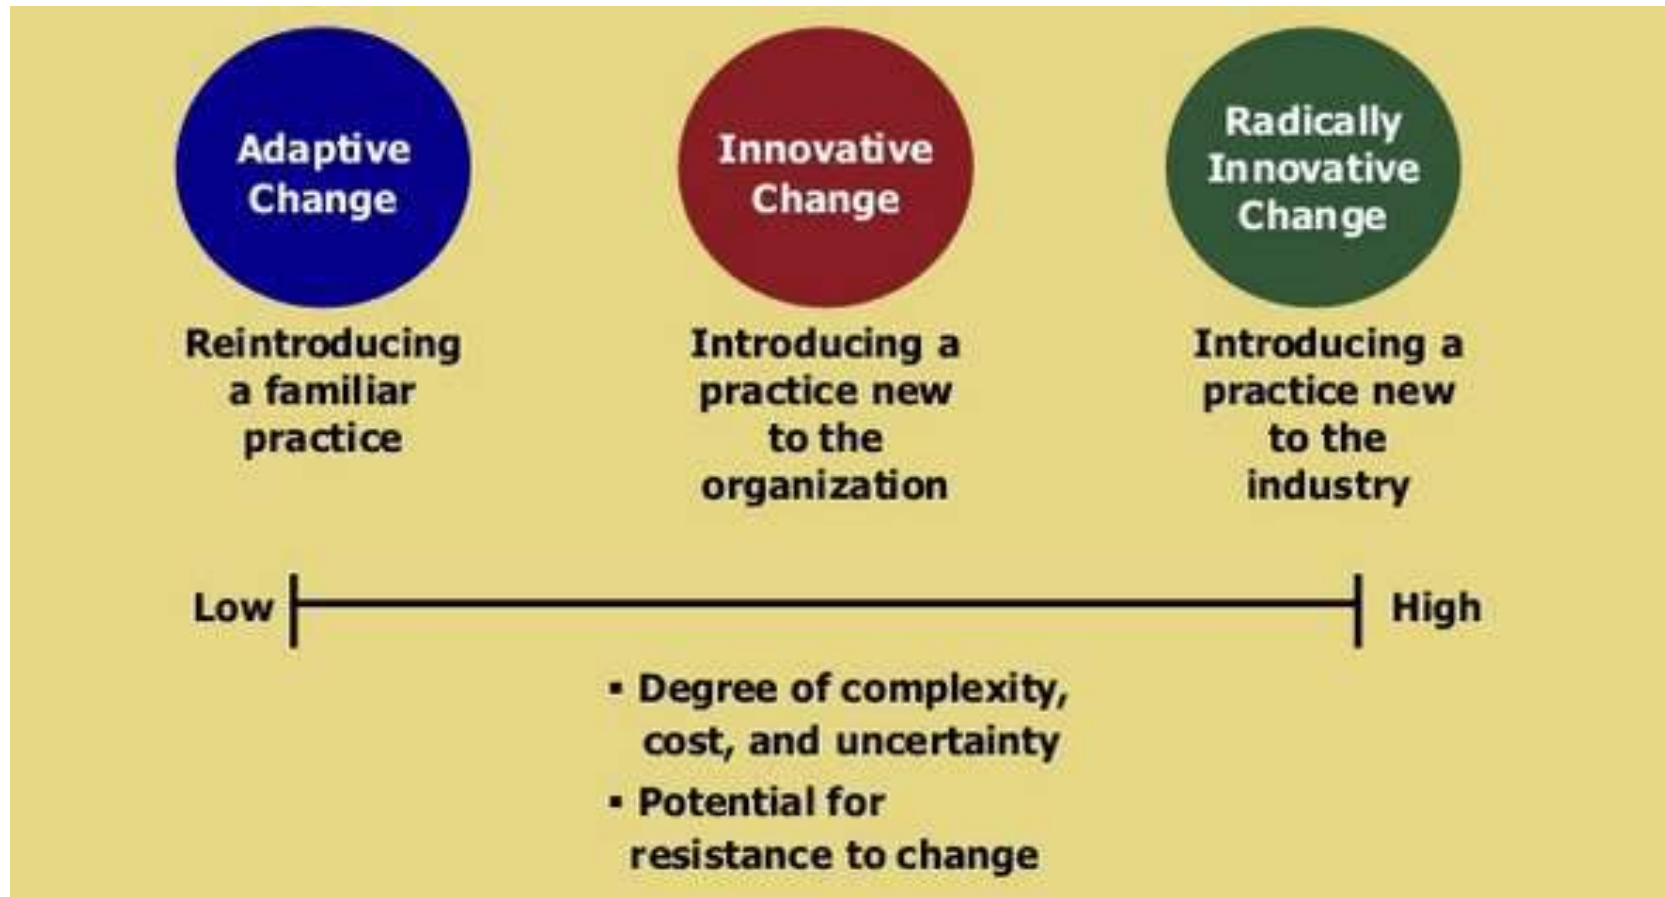 Adaptive
Change
Innovative
Change
Radically
Innovative
Change
Reintroducing
a familiar
practice
Introducing a
practice new
to the
organization
Introducing a
practice new
to the
industry
Low
High
▪ Degree of complexity,
cost, and uncertainty
▪ Potential for
resistance to change